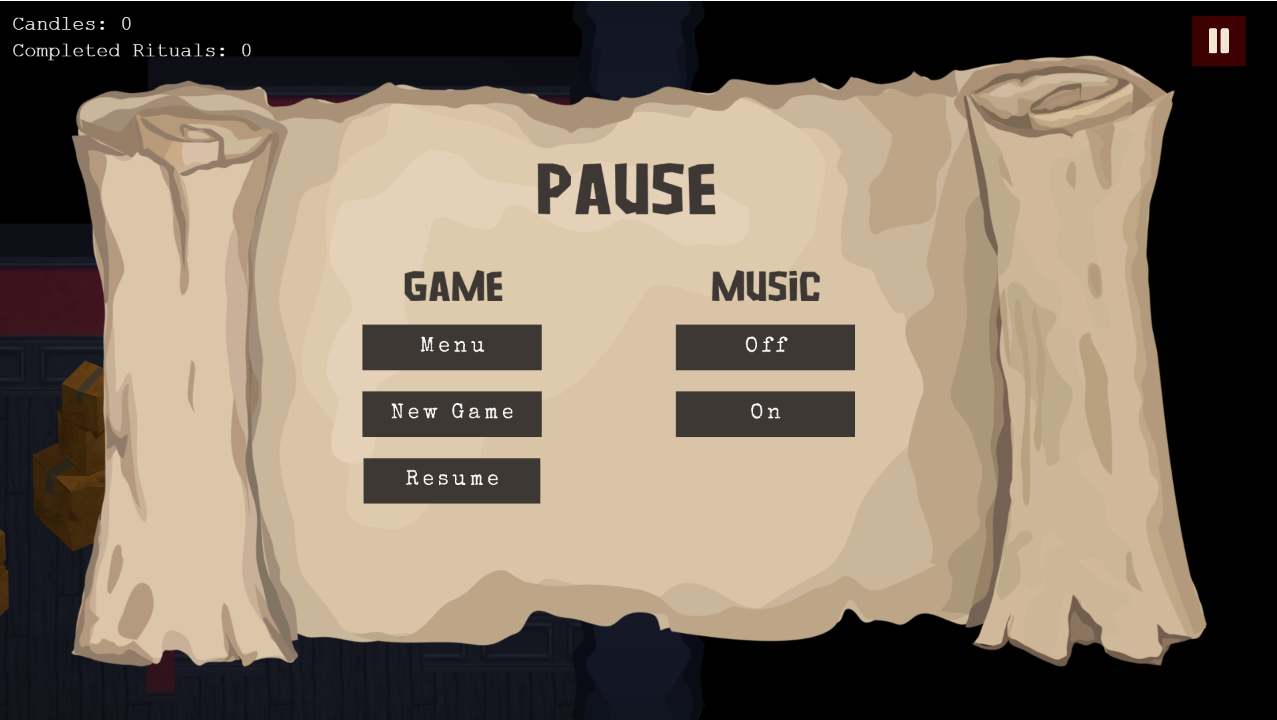 Candles: 0
Completed Rituals: 0
PAUSE
GAME
MUSiC
Menu
Off
New Game
On
Resume